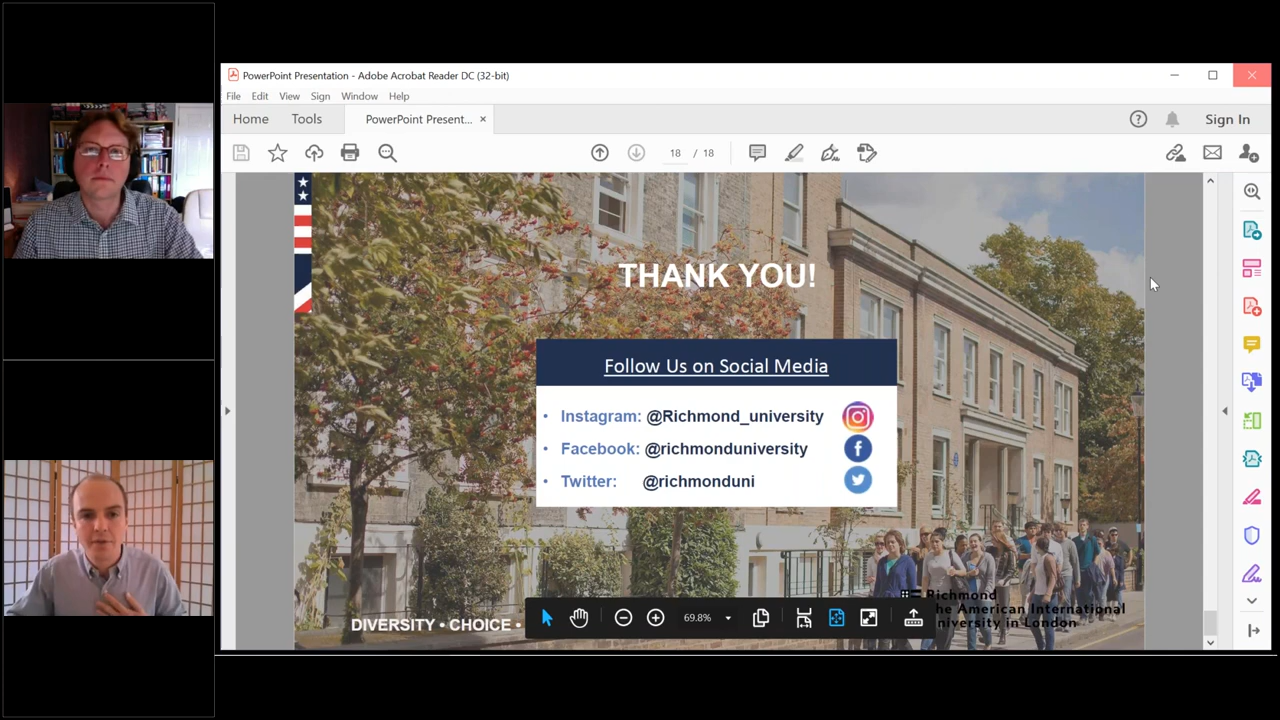 PowerPoint Presentation - Adobe Acrobat Reader DC (32-bit)
File Edit View Sign Window Help
Home Tools PowerPoint Present... × Sign In
18 / 18
THANK YOU!
Follow Us on Social Media
• Instagram: @Richmond_university
• Facebook: @richmonduniversity
• Twitter: @richmonduni
Richmond
he American International
niversity in London
DIVERSITY • CHOICE •
69.8%